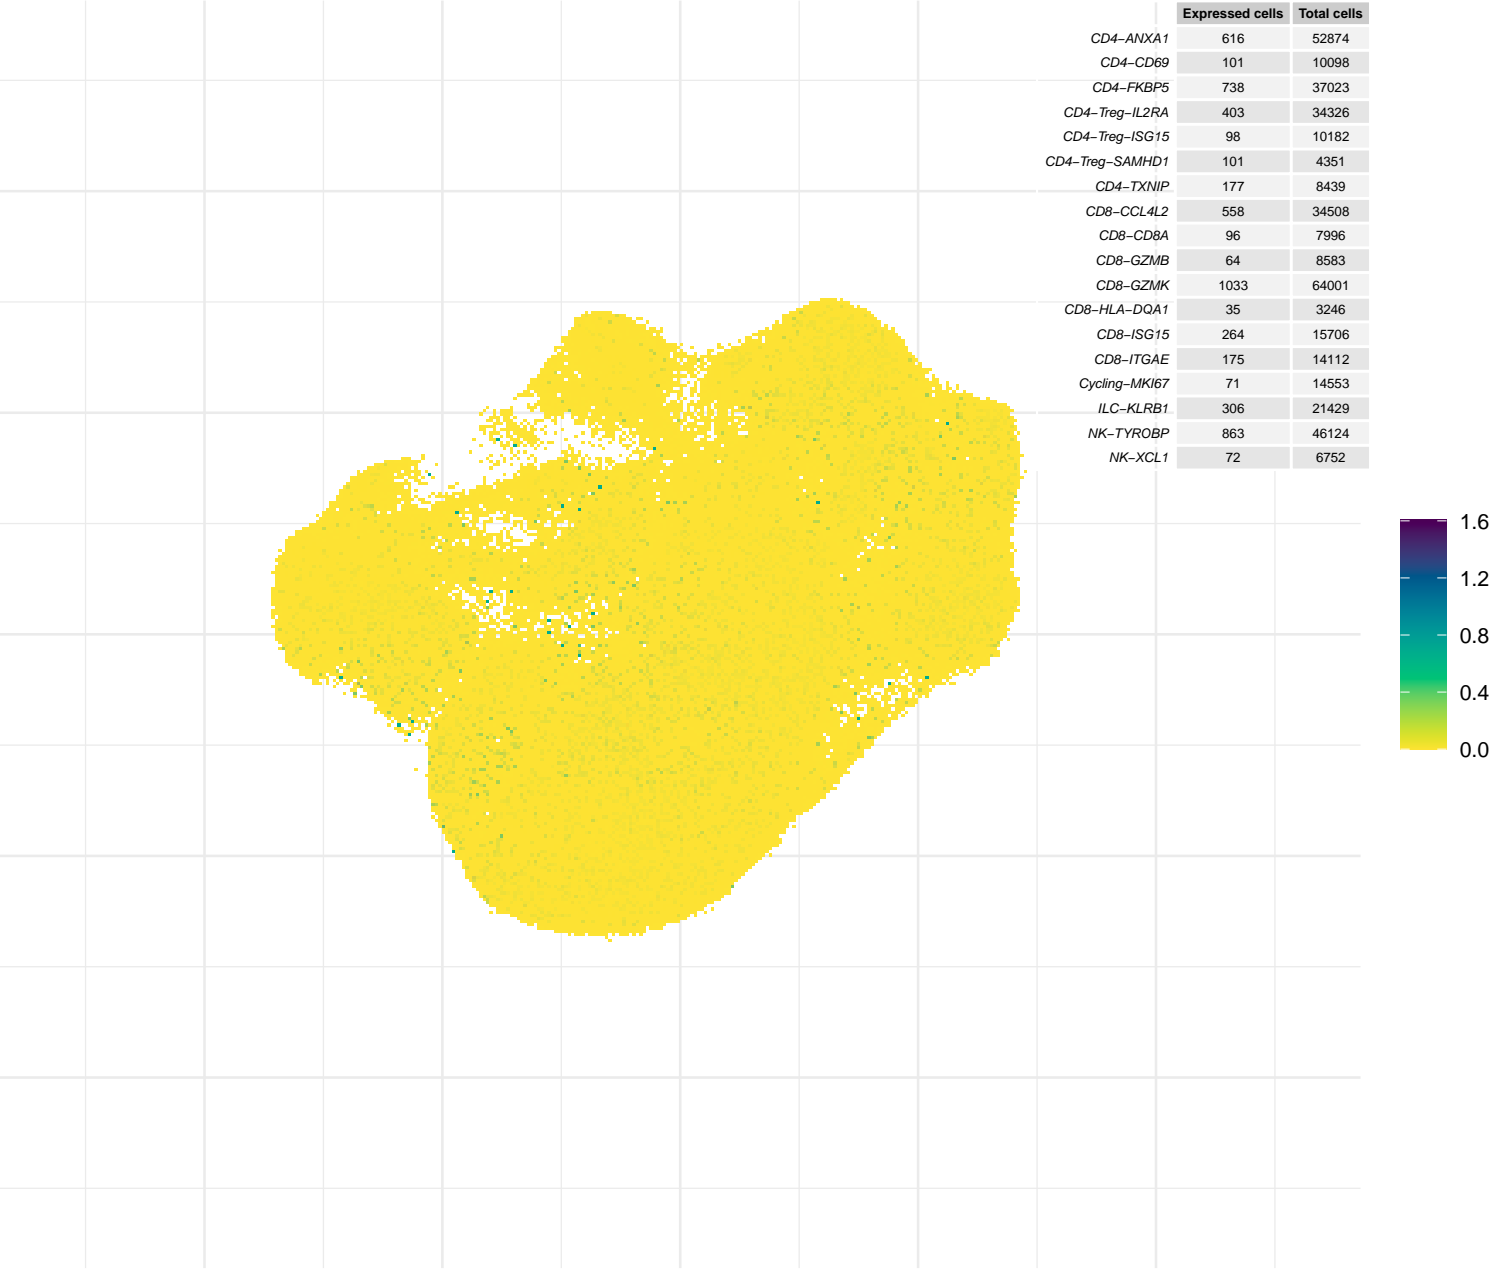 Expressed cells Total cells
CD4−ANXA1 616 52874
CD4−CD69 101 10098
CD4−FKBP5 738 37023
CD4−Treg−IL2RA 403 34326
CD4−Treg−ISG15 98 10182
CD4−Treg−SAMHD1 101 4351
CD4−TXNIP 177 8439
CD8−CCL4L2 558 34508
CD8−CD8A 96 7996
CD8−GZMB 64 8583
CD8−GZMK 1033 64001
CD8−HLA−DQA1 35 3246
CD8−ISG15 264 15706
CD8−ITGAE 175 14112
Cycling−MKI67 71 14553
ILC−KLRB1 306 21429
NK−TYROBP 863 46124
NK−XCL1 72 6752
1.6
1.2
0.8
0.4
0.0